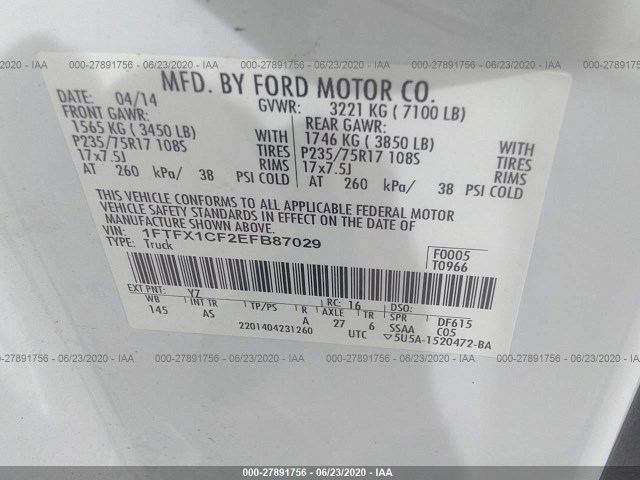 000-27891756 - 06/23/2020 - IAA
MFD. BY FORD MOTOR CO.
DATE: 04/14 GVWR: 3221 KG ( 7100 LB)
FRONT GAWR: REAR GAWR:
1565 KG ( 3450 LB) WITH 1746 KG ( 3850 LB) WITH
P235/75R17 108S TIRES P235/75R17 108S TIRES
17x7.5J RIMS 17x7.5J RIMS
AT 260 kPa/ 38 PSI COLD AT 260 kPa/ 38 PSI COLD
THIS VEHICLE CONFORMS TO ALL APPLICABLE FEDERAL MOTOR
VEHICLE SAFETY STANDARDS IN EFFECT ON THE DATE OF
MANUFACTURE SHOWN ABOVE.
VIN: 1FTFX1CF2EFB87029
TYPE: Truck
F0005
T0966
EXT PNT: YZ RC: 16 DSO:
WB INT TR TP/PS R AXLE TR SPR DF615
145 AS A 27 6 SSAA C05
2201404231260 UTC ▽5U5A-1520472-BA
000-27891756 - 06/23/2020 - IAA